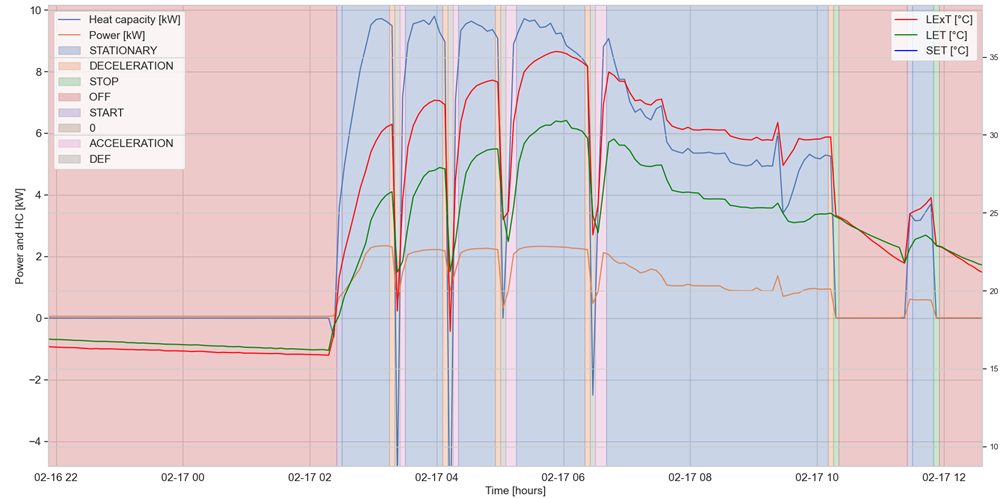 Heat capacity [kW]
Power [kW]
STATIONARY
DECELERATION
STOP
OFF
START
0
ACCELERATION
DEF
LExT [°C]
LET [°C]
SET [°C]
10
8
6
4
2
0
−2
−4
35
30
25
20
15
10
Power and HC [kW]
02-16 22
02-17 00
02-17 02
02-17 04
02-17 06
02-17 08
02-17 10
02-17 12
Time [hours]